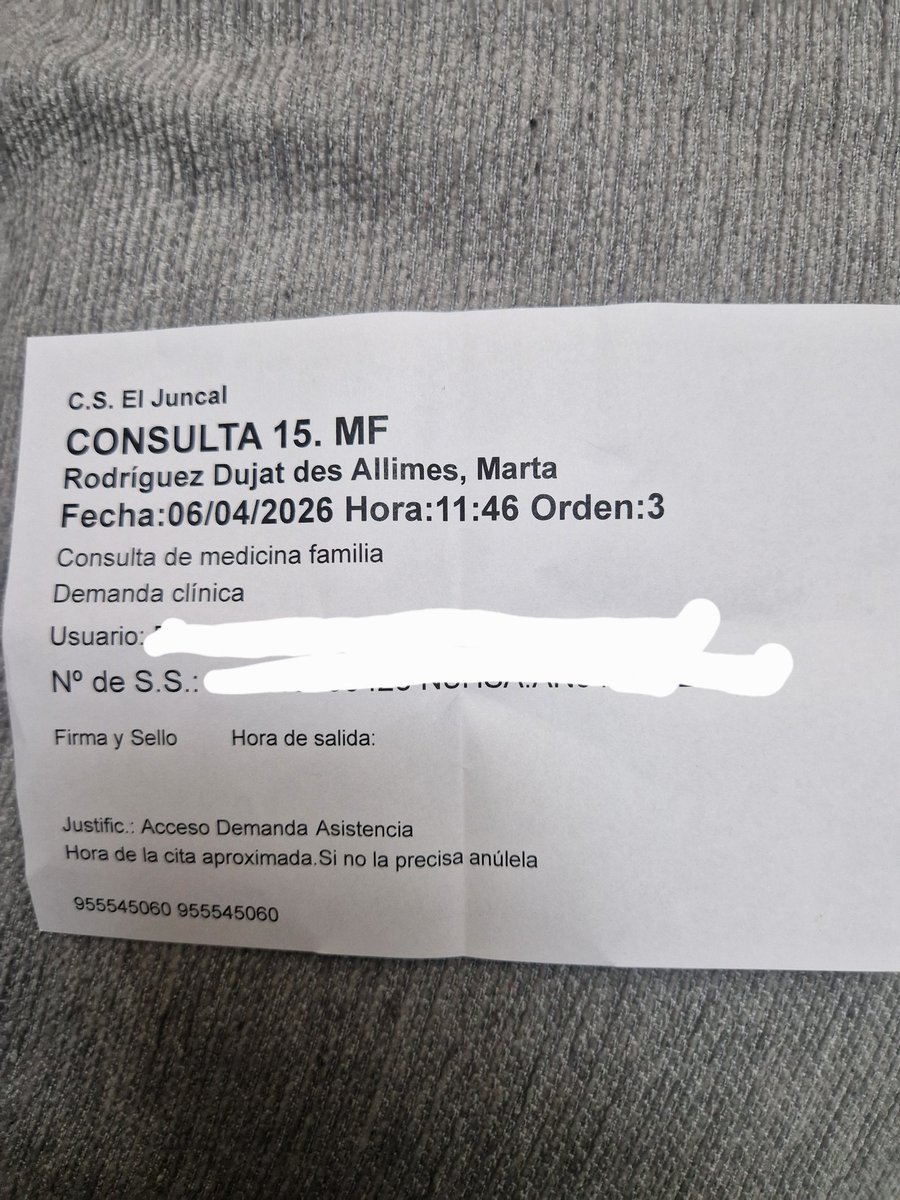 C.S. El Juncal
CONSULTA 15. MF
Rodríguez Dujat des Allimes, Marta
Fecha:06/04/2026 Hora:11:46 Orden:3
Consulta de medicina familia
Demanda clínica
Usuario:
Nº de S.S.:
Firma y Sello Hora de salida:
Justific.: Acceso Demanda Asistencia
Hora de la cita aproximada.Si no la precisa anúlela
955545060 955545060